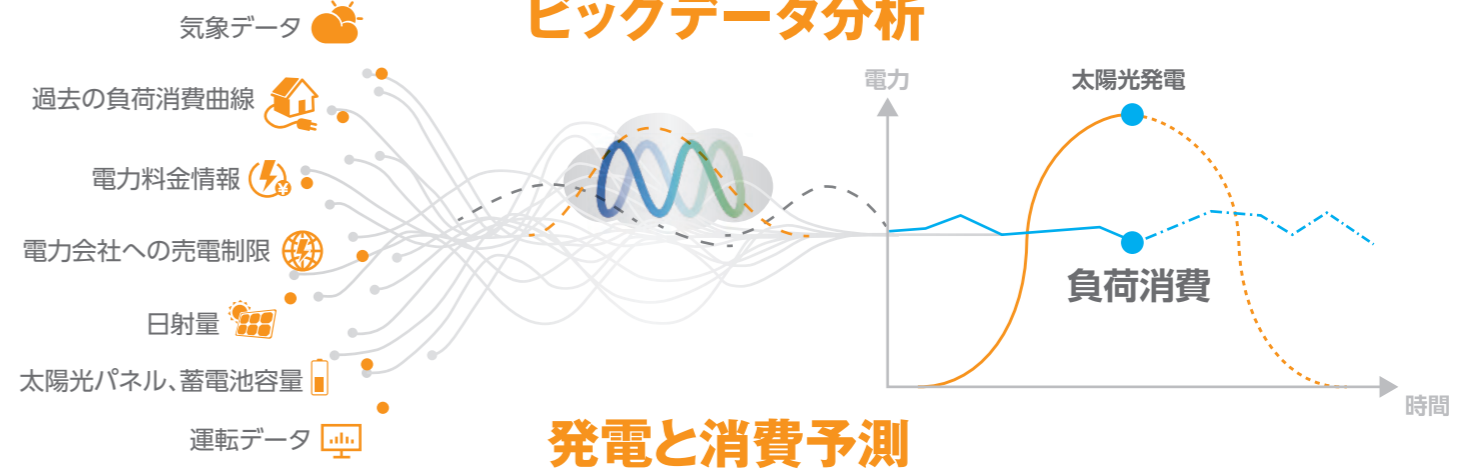 ビックデータ分析
気象データ
過去の負荷消費曲線
電力料金情報
¥
電力会社への売電制限
日射量
太陽光パネル、蓄電池容量
運転データ
電力
太陽光発電
負荷消費
時間
発電と消費予測